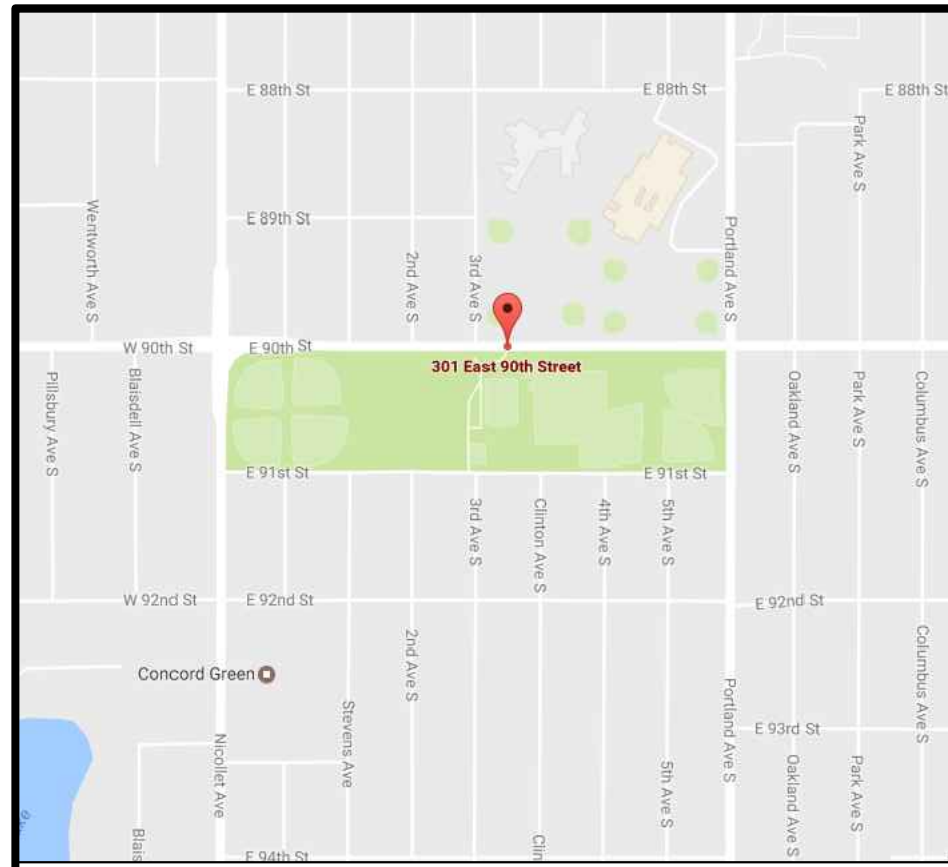 E 88th St
E 88th St
E 88th St
Park Ave S
Wentworth Ave S
E 89th St
2nd Ave S
3rd Ave S
Portland Ave S
W 90th St
E 90th St
301 East 90th Street
Pillsbury Ave S
Blaisdell Ave S
Oakland Ave S
Park Ave S
Columbus Ave S
E 91st St
E 91st St
3rd Ave S
Clinton Ave S
4th Ave S
5th Ave S
W 92nd St
E 92nd St
E 92nd St
2nd Ave S
Columbus Ave S
Concord Green
Portland Ave S
Stevens Ave
Nicollet Ave
E 93rd St
5th Ave S
Oakland Ave S
Park Ave S
Blais
Clin
E 94th St